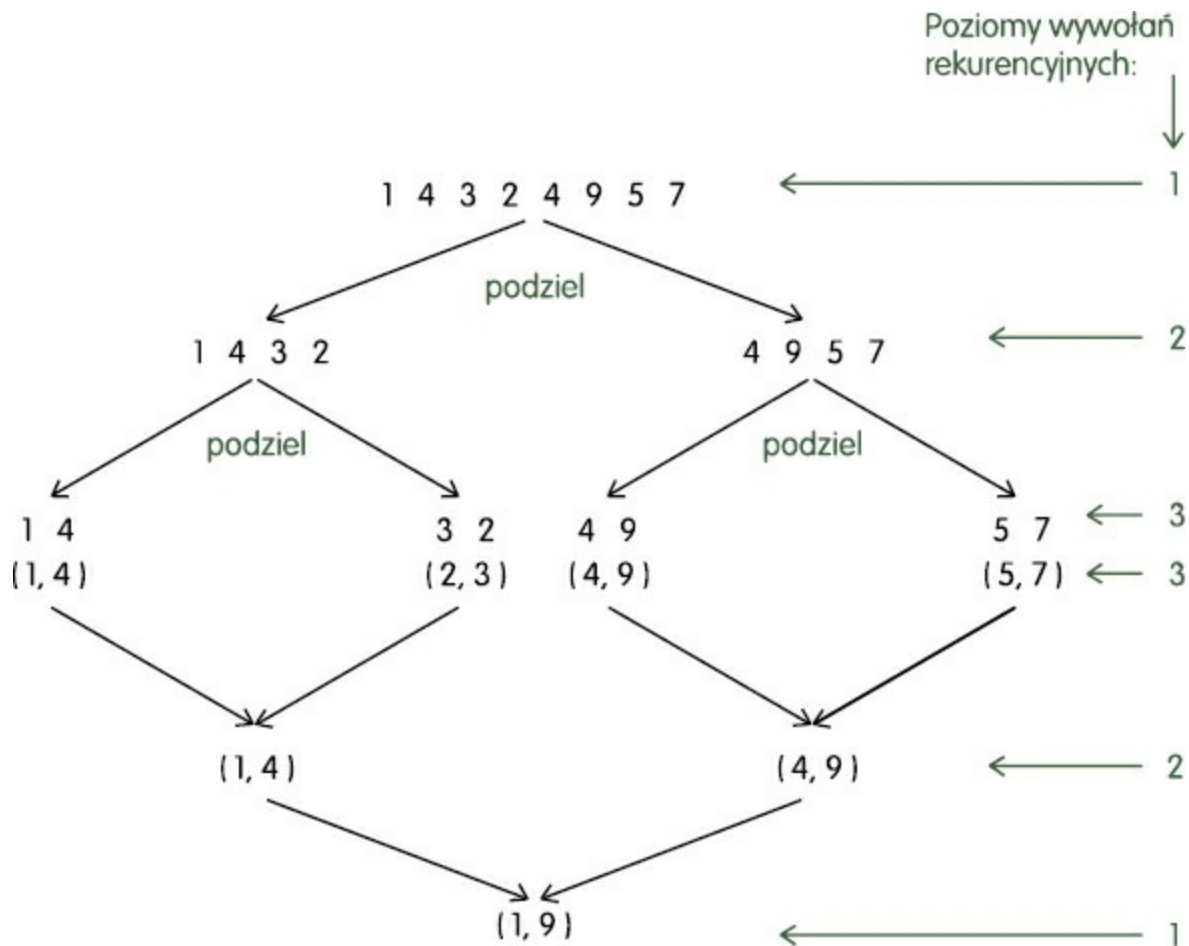 Poziomy wywołań
rekurencyjnych:
1 4 3 2 4 9 5 7 1
podziel
1 4 3 2 4 9 5 7 2
podziel podziel
1 4 3 2 4 9 5 7 3
(1, 4) (2, 3) (4, 9) (5, 7) 3
(1, 4) (4, 9) 2
(1, 9) 1